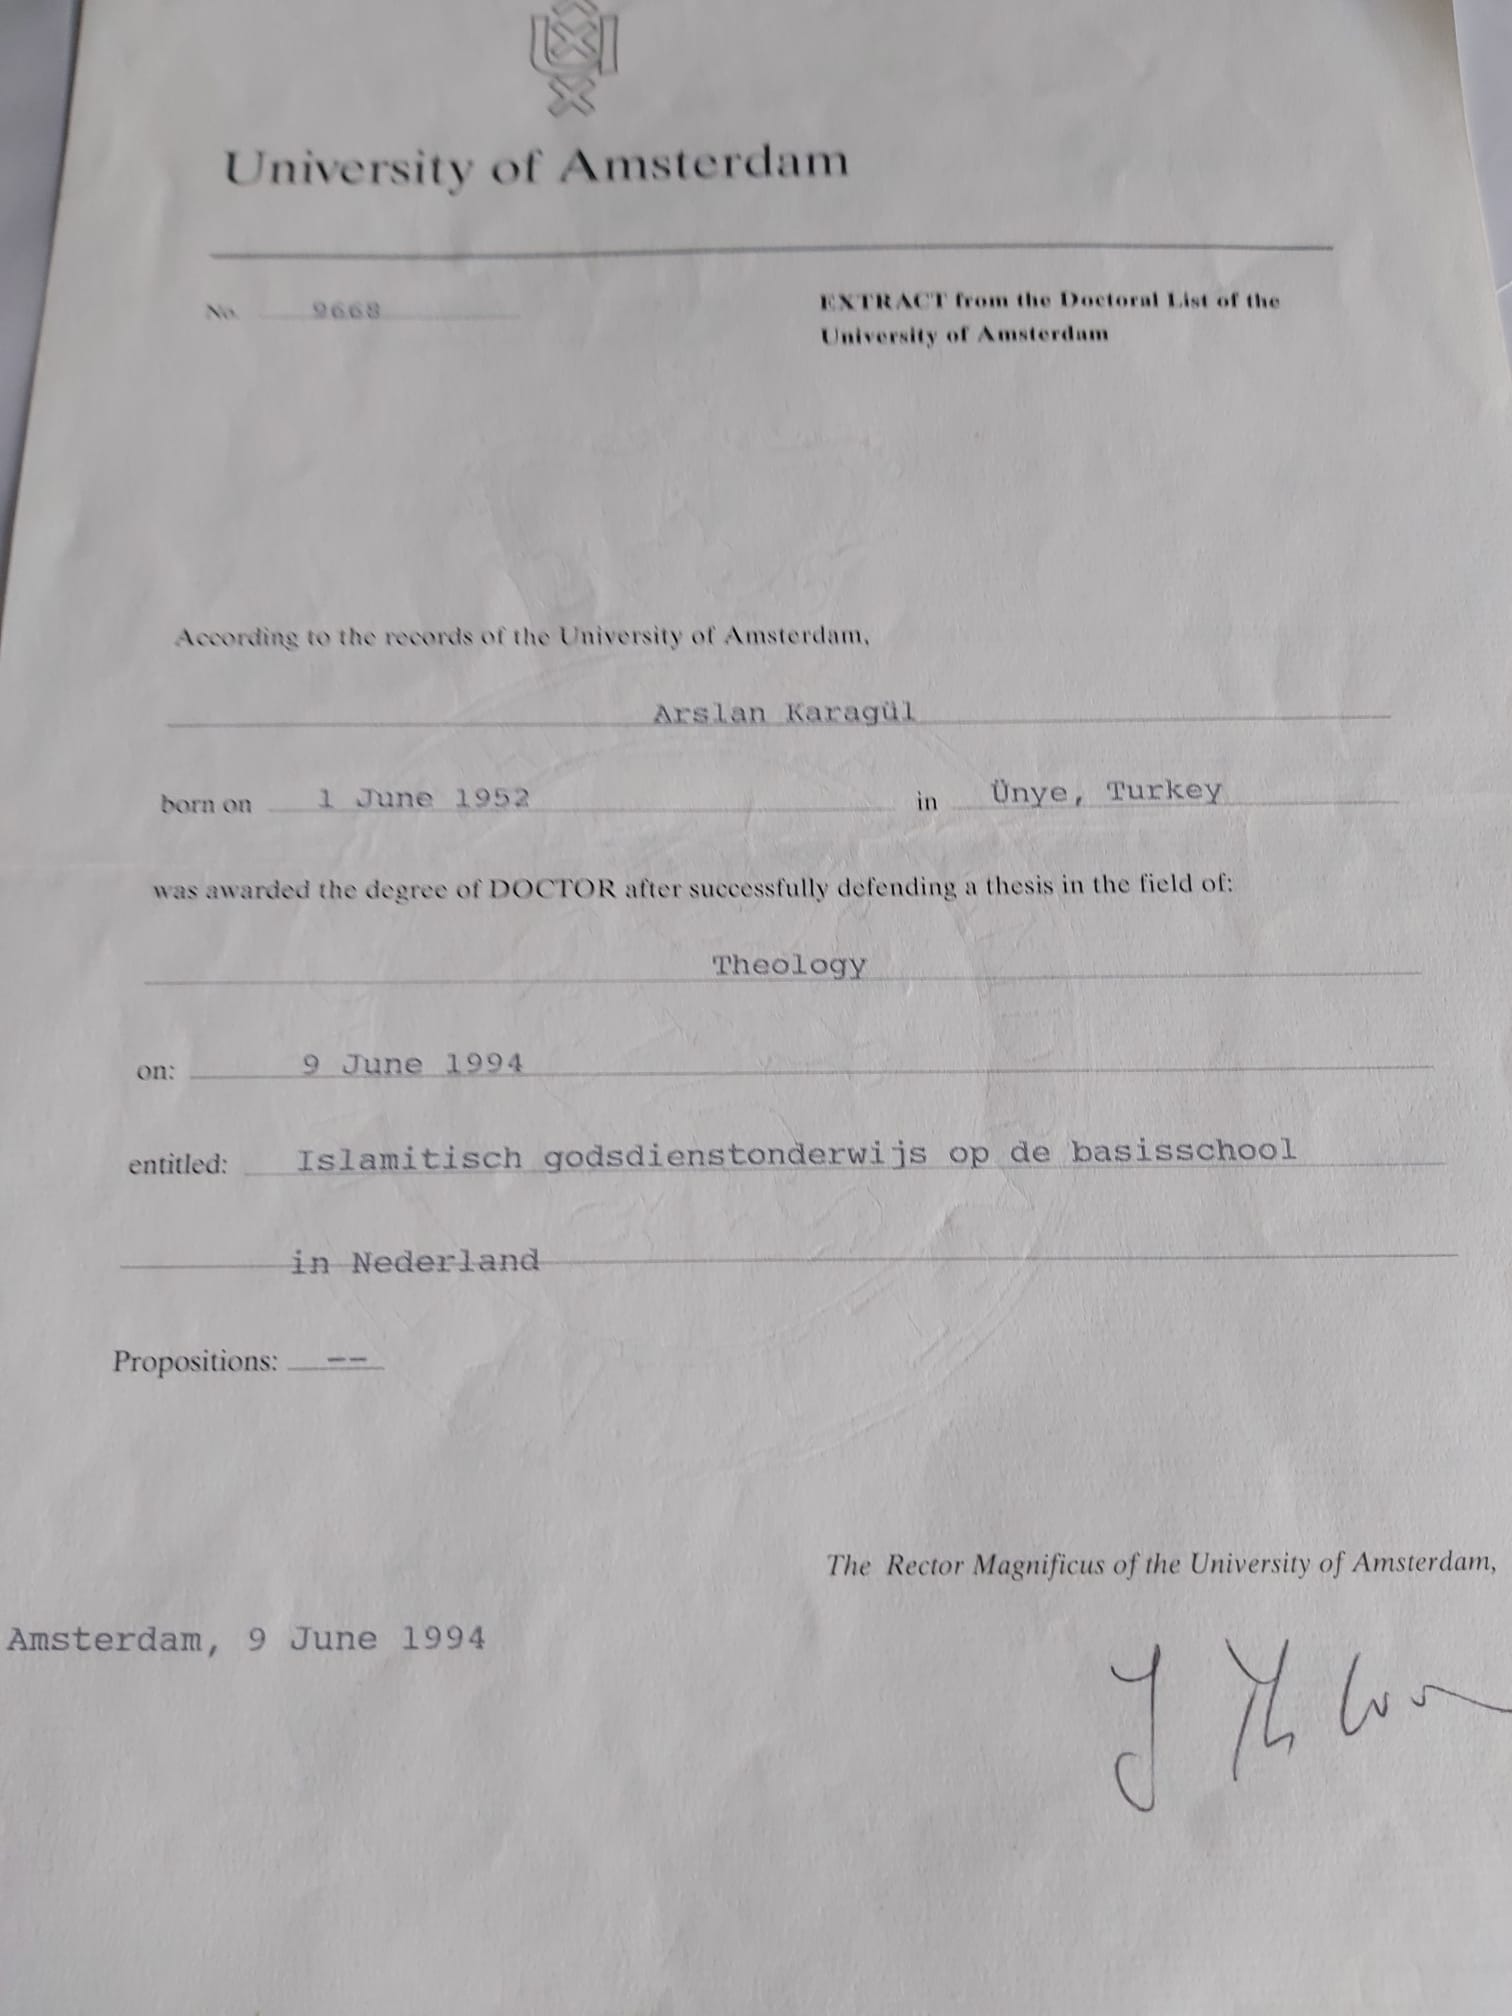 University of Amsterdam
No. 9668
EXTRACT from the Doctoral List of the
University of Amsterdam
According to the records of the University of Amsterdam,
Arslan Karagül
born on 1 June 1952 in Ünye, Turkey
was awarded the degree of DOCTOR after successfully defending a thesis in the field of:
Theology
on: 9 June 1994
entitled: Islamitisch godsdienstonderwijs op de basisschool
in Nederland
Propositions: --
The Rector Magnificus of the University of Amsterdam,
Amsterdam, 9 June 1994